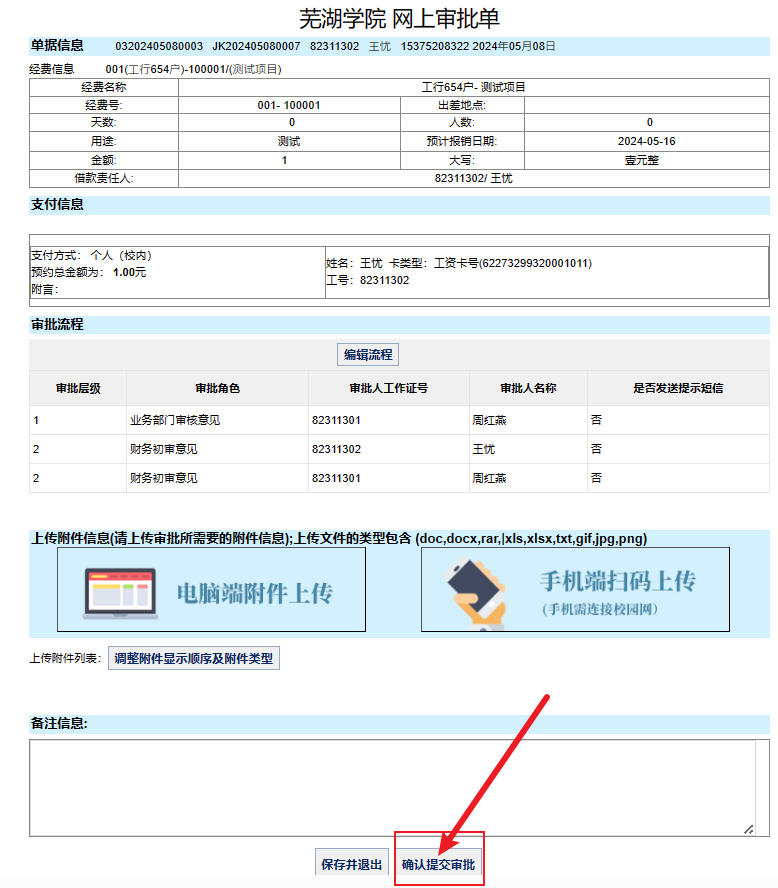 芜湖学院 网上审批单
单据信息 03202405080003 JK202405080007 82311302 王忧 15375208322 2024年05月08日
经费信息 001(工行654户)-100001/(测试项目)
经费名称 工行654户- 测试项目
经费号: 001- 100001 出差地点:
天数: 0 人数: 0
用途: 测试 预计报销日期: 2024-05-16
金额: 1 大写: 壹元整
借款责任人: 82311302/ 王忧
支付信息
支付方式： 个人（校内）
预约总金额为： 1.00元
附言：
姓名：王忧 卡类型：工资卡号(62273299320001011)
工号：82311302
审批流程
编辑流程
审批层级 审批角色 审批人工作证号 审批人名称 是否发送提示短信
1 业务部门审核意见 82311301 周红燕 否
2 财务初审意见 82311302 王忧 否
2 财务初审意见 82311301 周红燕 否
上传附件信息(请上传审批所需要的附件信息);上传文件的类型包含 (doc,docx,rar,|xls,xlsx,txt,gif,jpg,png)
电脑端附件上传
手机端扫码上传
（手机需连接校园网）
上传附件列表： 调整附件显示顺序及附件类型
备注信息:
保存并退出 确认提交审批